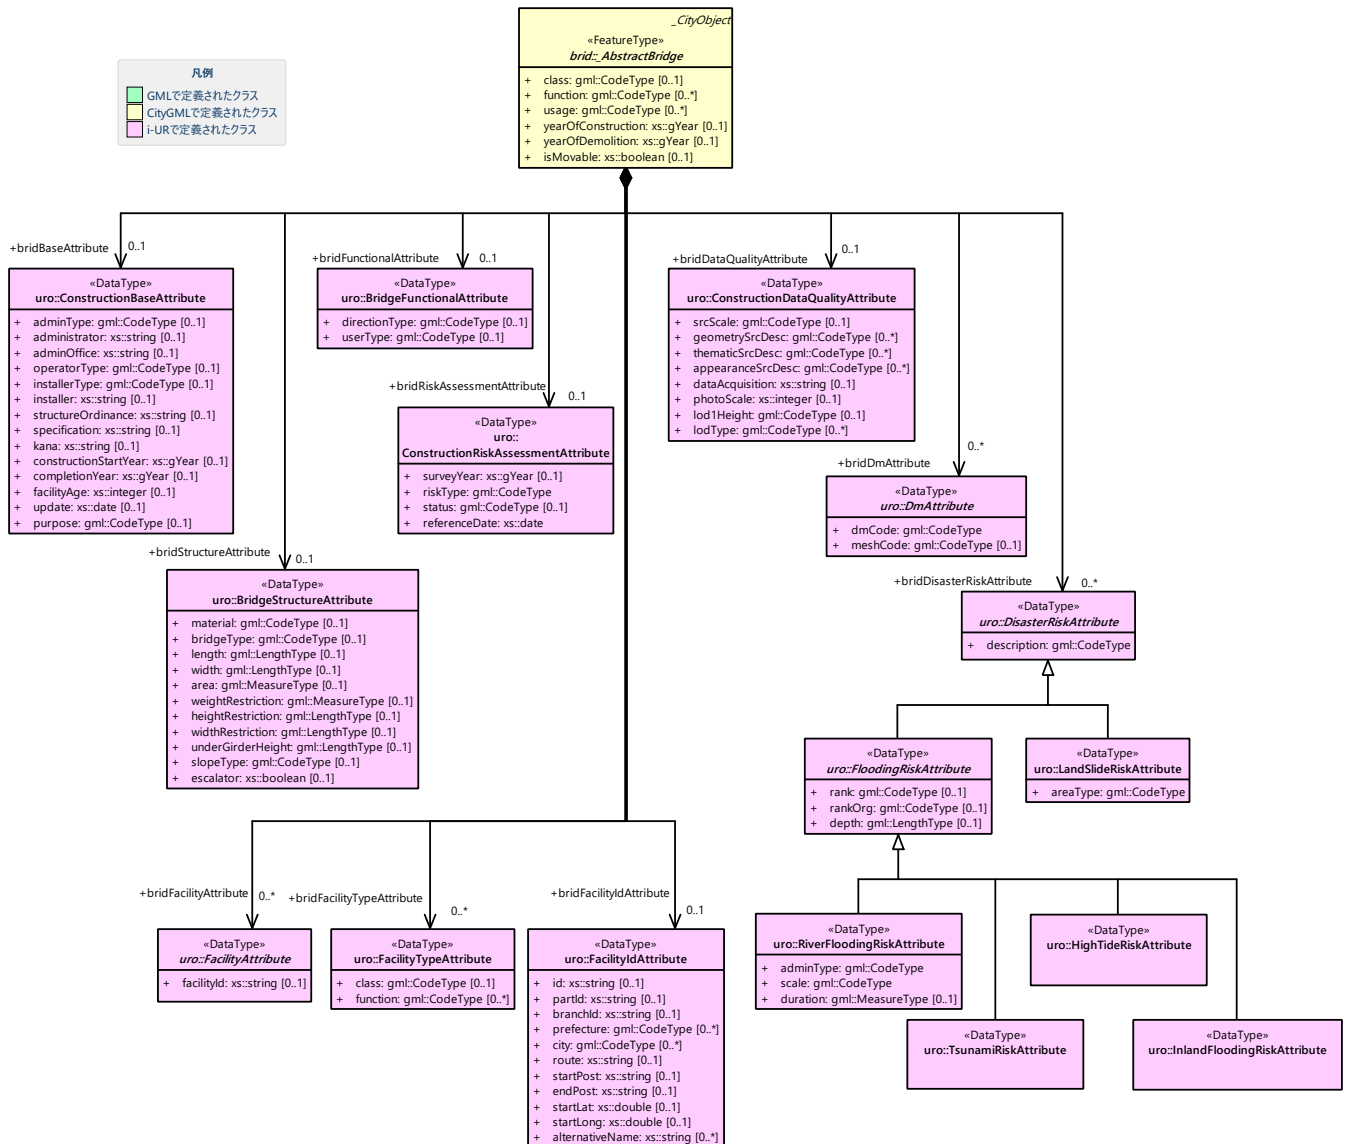 _CityObject
«FeatureType»
brid::_AbstractBridge
+ class: gml::CodeType [0..1]
+ function: gml::CodeType [0..*]
+ usage: gml::CodeType [0..*]
+ yearOfConstruction: xs::gYear [0..1]
+ yearOfDemolition: xs::gYear [0..1]
+ isMovable: xs::boolean [0..1]
凡例
GMLで定義されたクラス
CityGMLで定義されたクラス
i-URで定義されたクラス
+bridBaseAttribute
0..1
«DataType»
uro::ConstructionBaseAttribute
+ adminType: gml::CodeType [0..1]
+ administrator: xs::string [0..1]
+ adminOffice: xs::string [0..1]
+ operatorType: gml::CodeType [0..1]
+ installerType: gml::CodeType [0..1]
+ installer: xs::string [0..1]
+ structureOrdinance: xs::string [0..1]
+ specification: xs::string [0..1]
+ kana: xs::string [0..1]
+ constructionStartYear: xs::gYear [0..1]
+ completionYear: xs::gYear [0..1]
+ facilityAge: xs::integer [0..1]
+ update: xs::date [0..1]
+ purpose: gml::CodeType [0..1]
+bridFunctionalAttribute
0..1
«DataType»
uro::BridgeFunctionalAttribute
+ directionType: gml::CodeType [0..1]
+ userType: gml::CodeType [0..1]
+bridRiskAssessmentAttribute
0..1
«DataType»
uro::
ConstructionRiskAssessmentAttribute
+ surveyYear: xs::gYear [0..1]
+ riskType: gml::CodeType
+ status: gml::CodeType [0..1]
+ referenceDate: xs::date
+bridDataQualityAttribute
0..1
«DataType»
uro::ConstructionDataQualityAttribute
+ srcScale: gml::CodeType [0..1]
+ geometrySrcDesc: gml::CodeType [0..*]
+ thematicSrcDesc: gml::CodeType [0..*]
+ appearanceSrcDesc: gml::CodeType [0..*]
+ dataAcquisition: xs::string [0..1]
+ photoScale: xs::integer [0..1]
+ lod1Height: gml::CodeType [0..1]
+ lodType: gml::CodeType [0..*]
+bridDmAttribute
0..*
«DataType»
uro::DmAttribute
+ dmCode: gml::CodeType
+ meshCode: gml::CodeType [0..1]
+bridStructureAttribute
0..1
«DataType»
uro::BridgeStructureAttribute
+ material: gml::CodeType [0..1]
+ bridgeType: gml::CodeType [0..1]
+ length: gml::LengthType [0..1]
+ width: gml::LengthType [0..1]
+ area: gml::MeasureType [0..1]
+ weightRestriction: gml::MeasureType [0..1]
+ heightRestriction: gml::LengthType [0..1]
+ widthRestriction: gml::LengthType [0..1]
+ underGirderHeight: gml::LengthType [0..1]
+ slopeType: gml::CodeType [0..1]
+ escalator: xs::boolean [0..1]
+bridDisasterRiskAttribute
0..*
«DataType»
uro::DisasterRiskAttribute
+ description: gml::CodeType
«DataType»
uro::FloodingRiskAttribute
+ rank: gml::CodeType [0..1]
+ rankOrg: gml::CodeType [0..1]
+ depth: gml::LengthType [0..1]
«DataType»
uro::LandSlideRiskAttribute
+ areaType: gml::CodeType
+bridFacilityAttribute
0..*
«DataType»
uro::FacilityAttribute
+ facilityId: xs::string [0..1]
+bridFacilityTypeAttribute
0..*
«DataType»
uro::FacilityTypeAttribute
+ class: gml::CodeType [0..1]
+ function: gml::CodeType [0..*]
+bridFacilityIdAttribute
0..1
«DataType»
uro::FacilityIdAttribute
+ id: xs::string [0..1]
+ partId: xs::string [0..1]
+ branchId: xs::string [0..1]
+ prefecture: gml::CodeType [0..*]
+ city: gml::CodeType [0..*]
+ route: xs::string [0..1]
+ startPost: xs::string [0..1]
+ endPost: xs::string [0..1]
+ startLat: xs::double [0..1]
+ startLong: xs::double [0..1]
+ alternativeName: xs::string [0..*]
«DataType»
uro::RiverFloodingRiskAttribute
+ adminType: gml::CodeType
+ scale: gml::CodeType
+ duration: gml::MeasureType [0..1]
«DataType»
uro::HighTideRiskAttribute
«DataType»
uro::TsunamiRiskAttribute
«DataType»
uro::InlandFloodingRiskAttribute